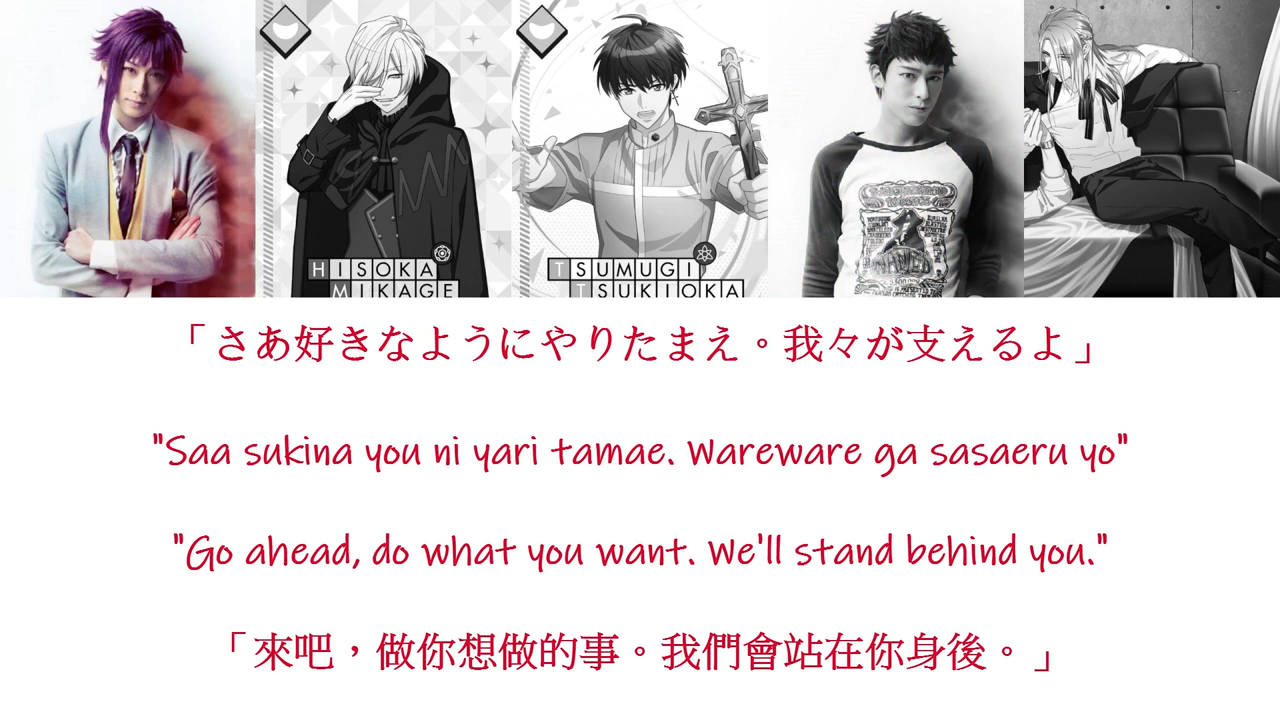 HISOKA
MIKAGE
TSUMUGI
TSUKIOKA
「さあ好きなようにやりたまえ。我々が支えるよ」
"Saa sukina you ni yari tamae. Wareware ga sasaeru yo"
"Go ahead, do what you want. We'll stand behind you."
「來吧，做你想做的事。我們會站在你身後。」